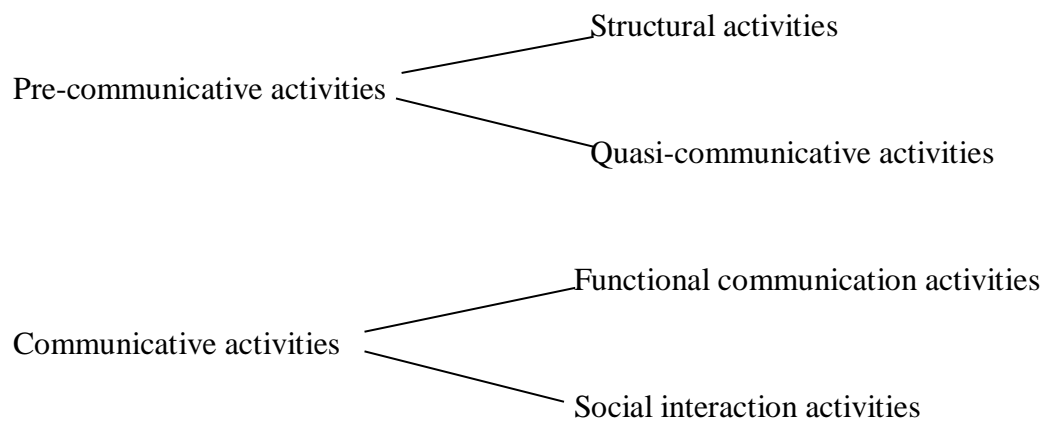 Structural activities
Pre-communicative activities
Quasi-communicative activities
Functional communication activities
Communicative activities
Social interaction activities